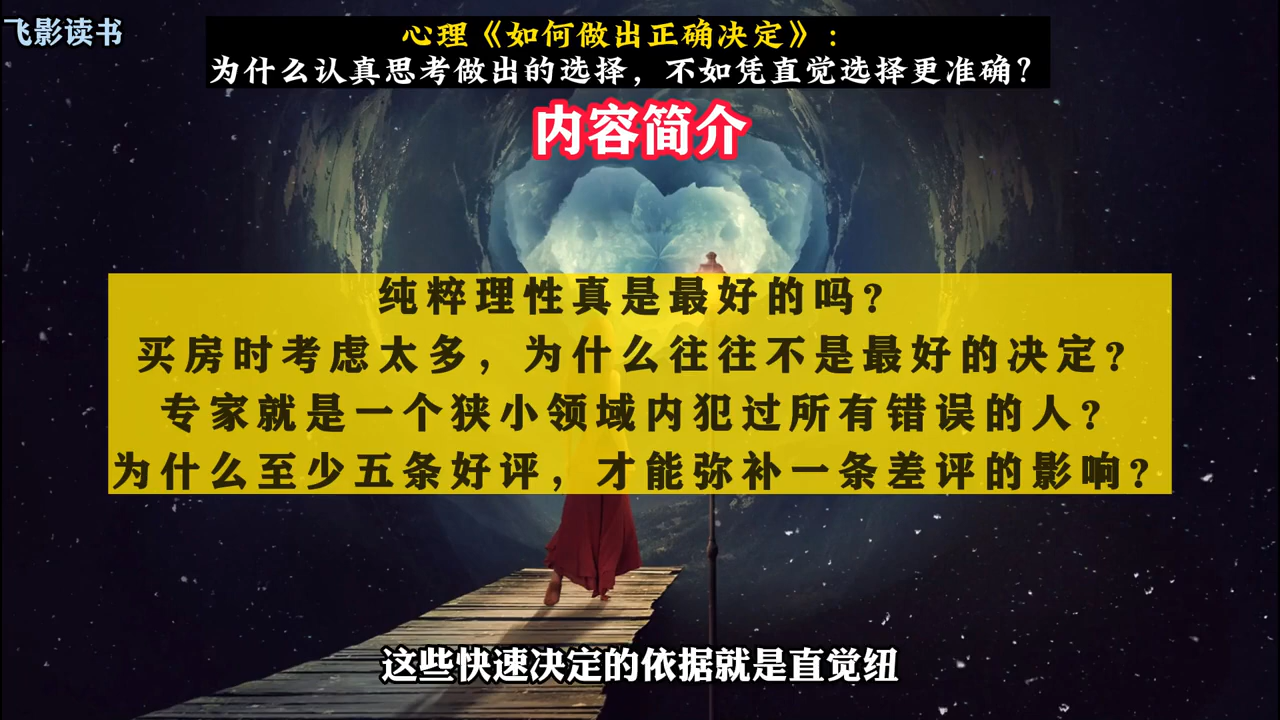 飞影读书
心理《如何做出正确决定》：
为什么认真思考做出的选择，不如凭直觉选择更准确？
内容简介
纯粹理性真是最好的吗？
买房时考虑太多，为什么往往不是最好的决定？
专家就是一个狭小领域内犯过所有错误的人？
为什么至少五条好评，才能弥补一条差评的影响？
这些快速决定的依据就是直觉纽